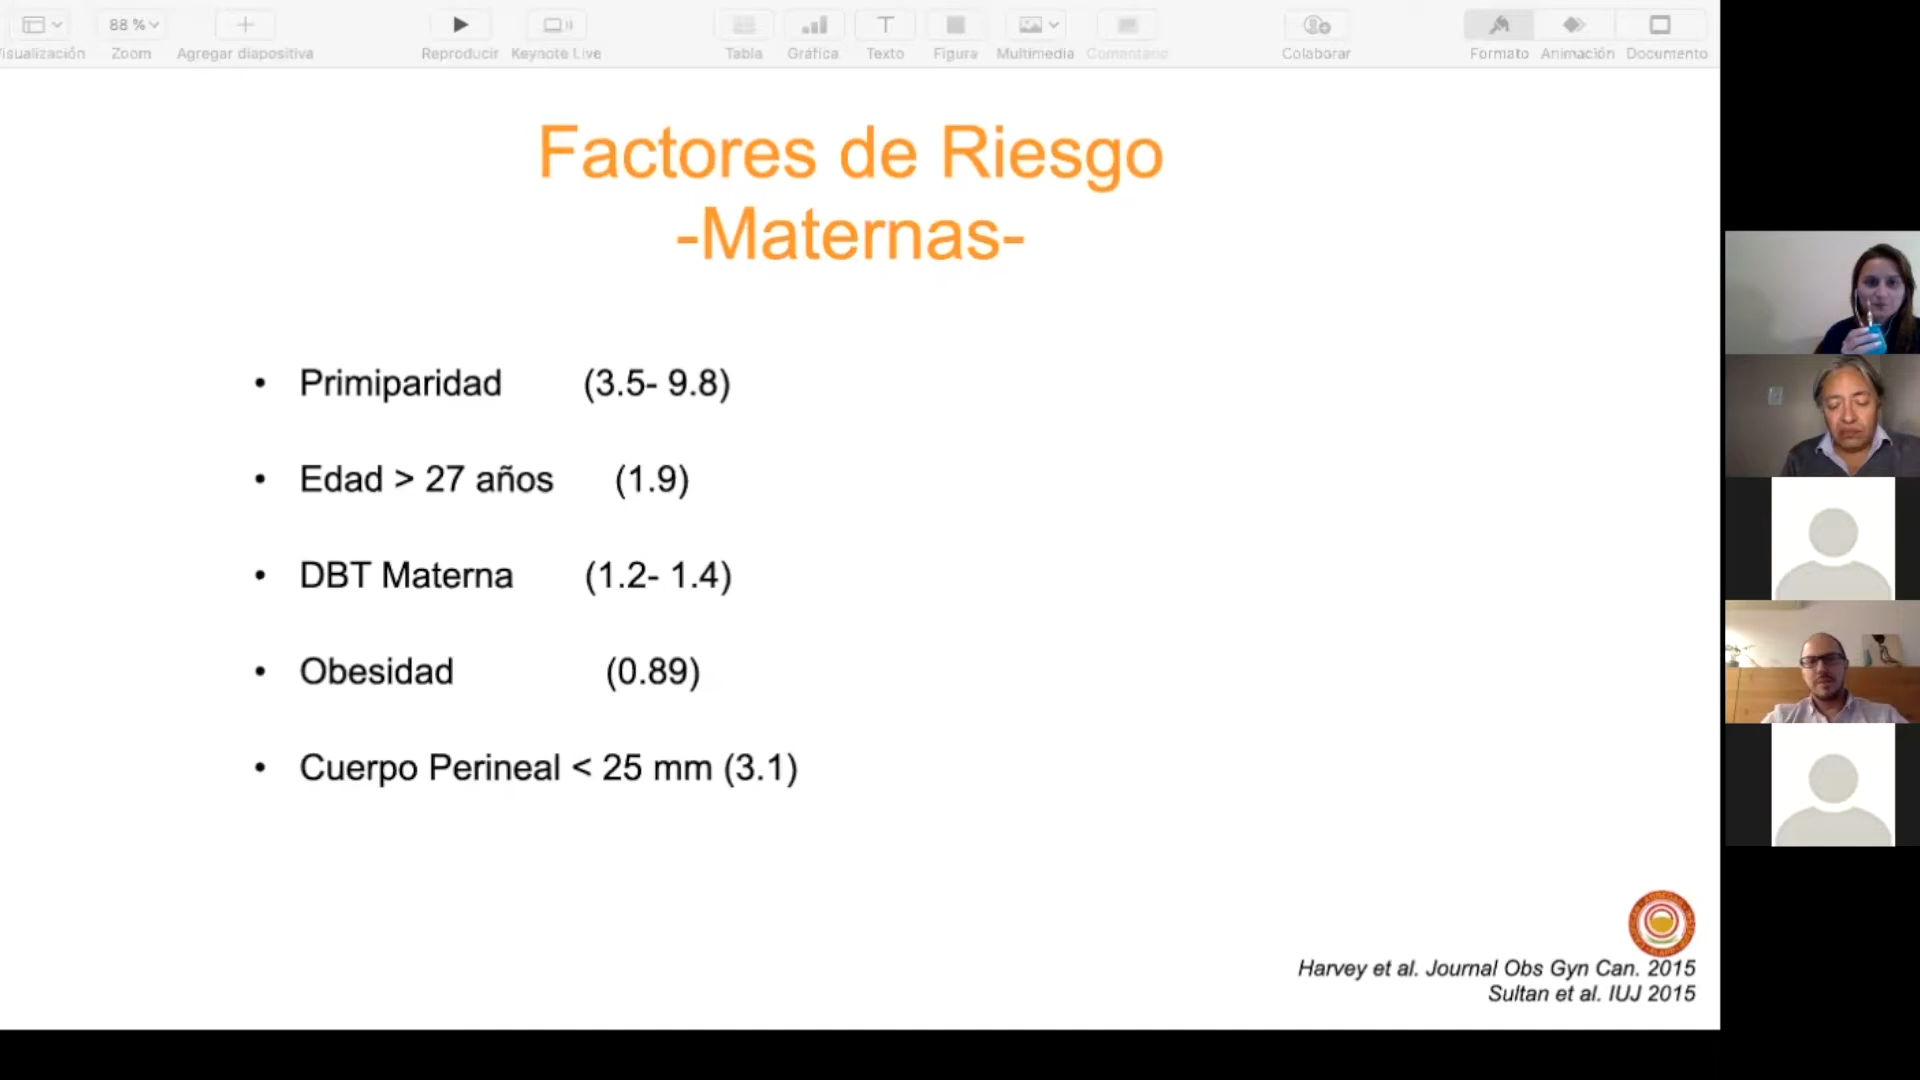 88 %
isualización Zoom Agregar diapositiva Reproducir Keynote Live Tabla Gráfica Texto Figura Multimedia Comentario Colaborar Formato Animación Documento
Factores de Riesgo
-Maternas-
• Primiparidad (3.5- 9.8)
• Edad > 27 años (1.9)
• DBT Materna (1.2- 1.4)
• Obesidad (0.89)
• Cuerpo Perineal < 25 mm (3.1)
Harvey et al. Journal Obs Gyn Can. 2015
Sultan et al. IUJ 2015